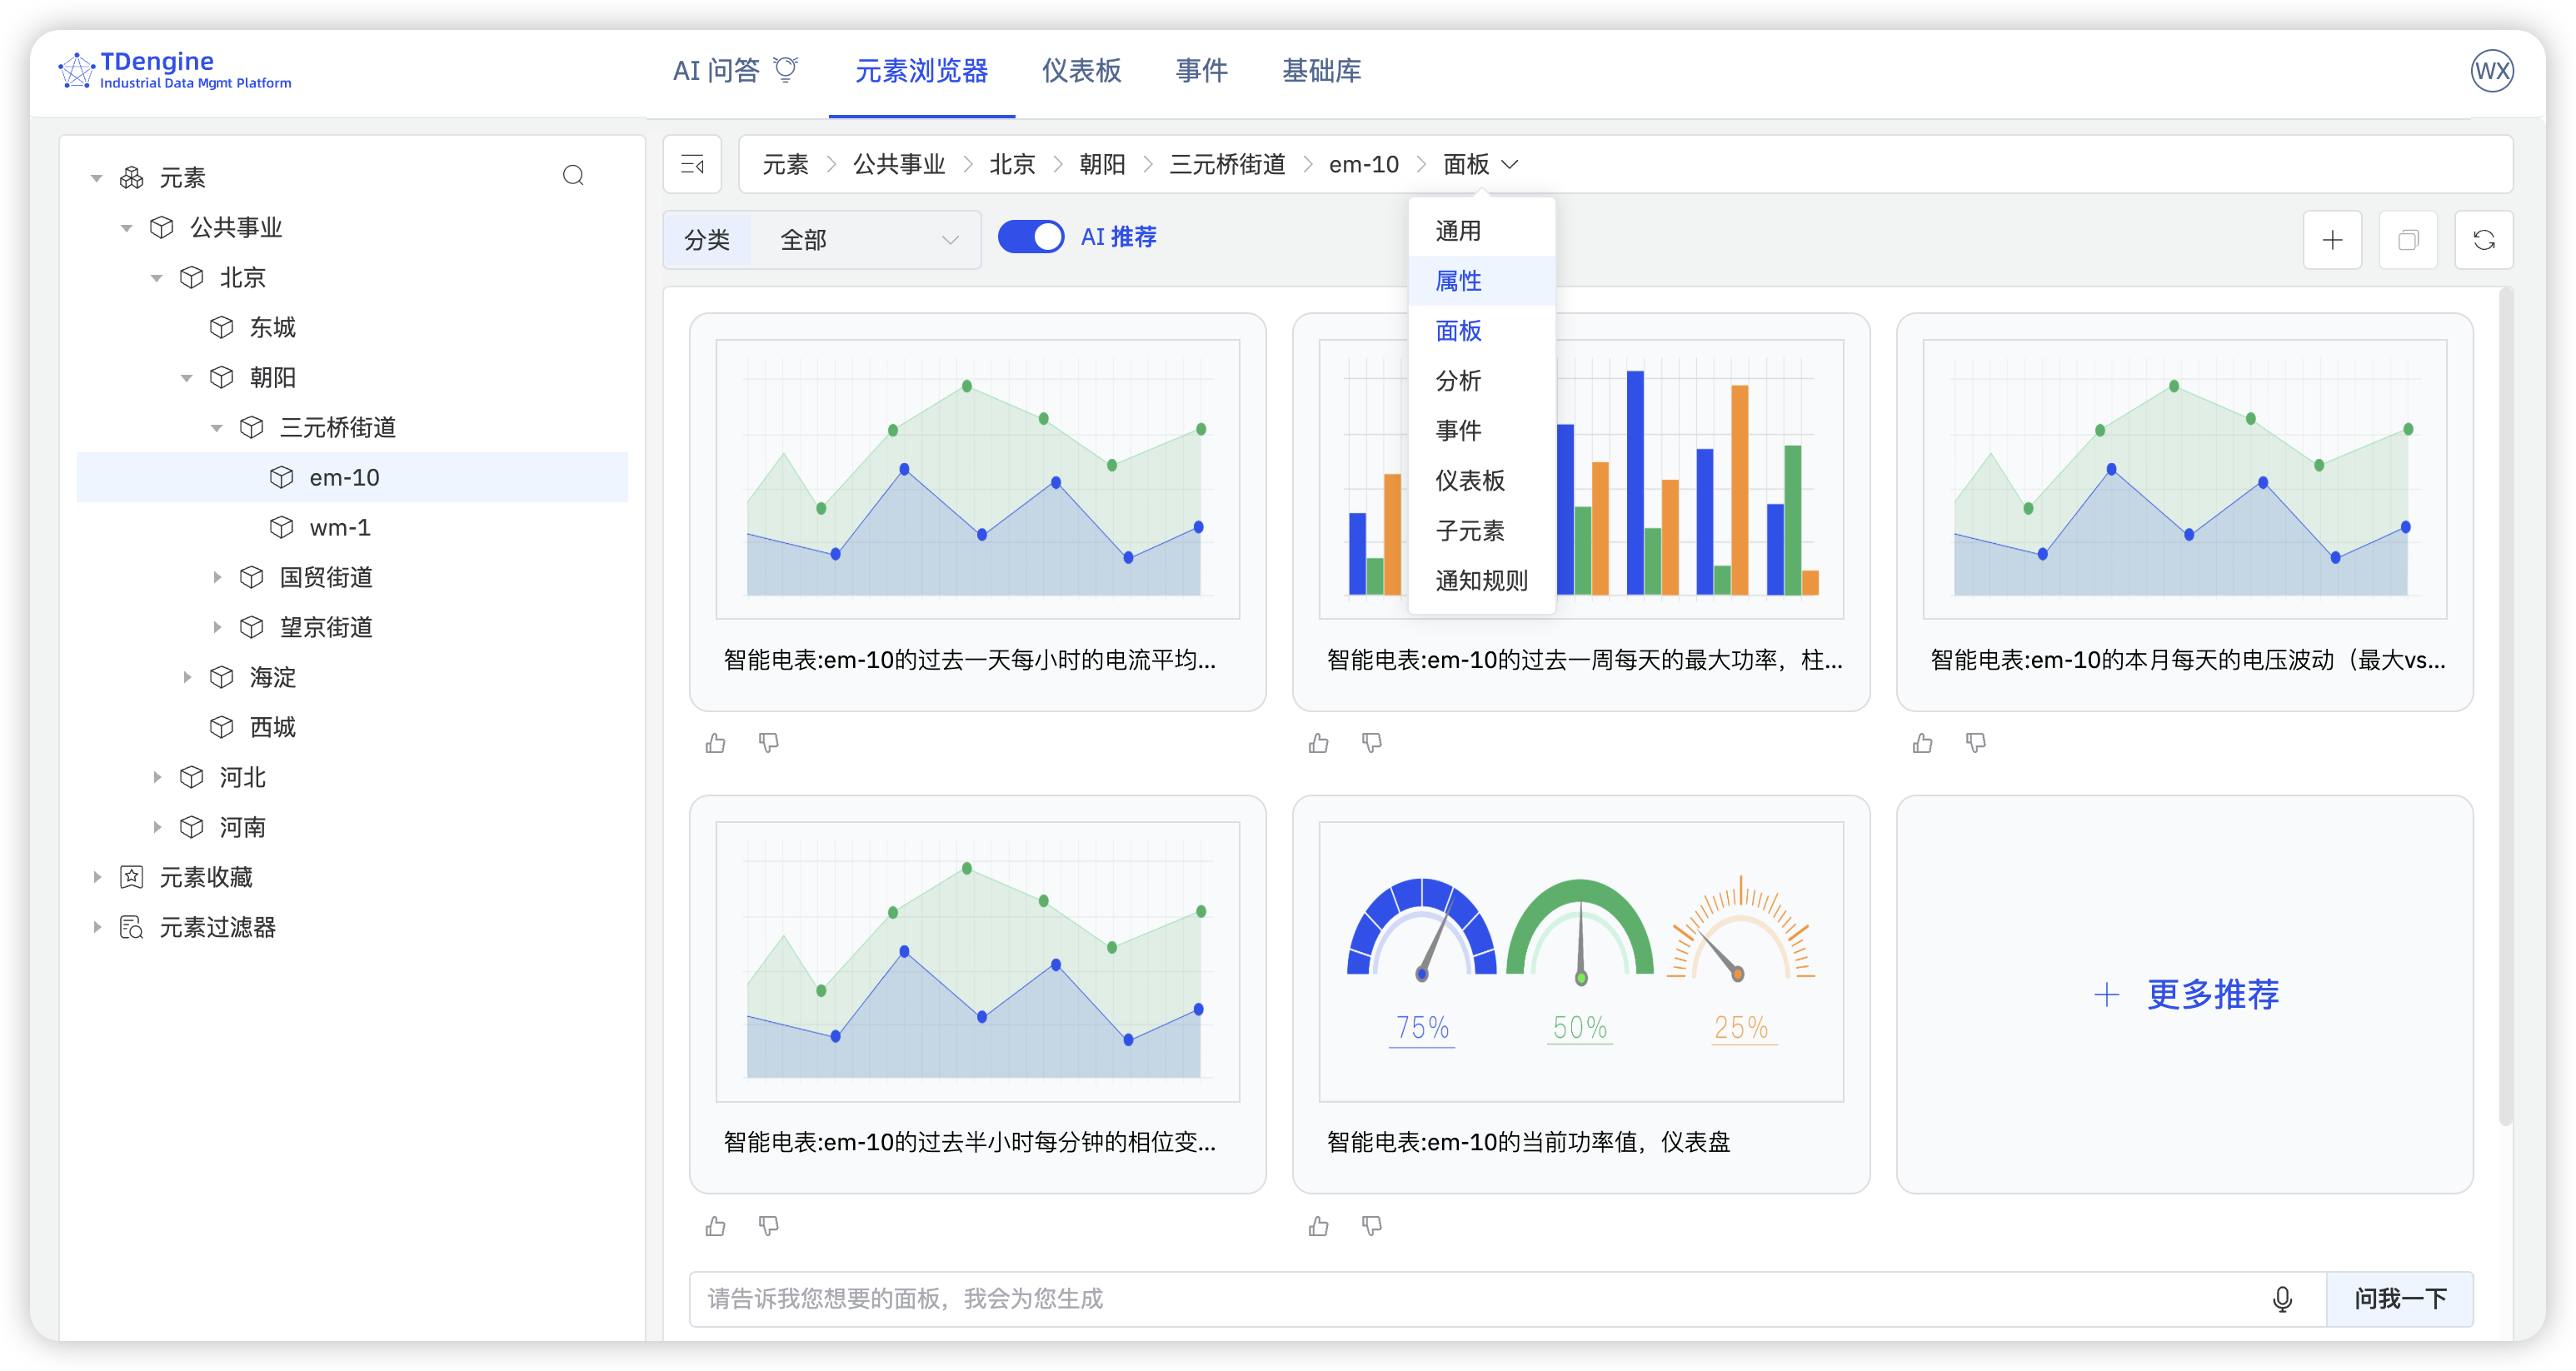 TDengine
Industrial Data Mgmt Platform
AI 问答
元素浏览器
仪表板
事件
基础库
WX
元素
公共事业
北京
东城
朝阳
三元桥街道
em-10
wm-1
国贸街道
望京街道
海淀
西城
河北
河南
元素收藏
元素过滤器
元素 > 公共事业 > 北京 > 朝阳 > 三元桥街道 > em-10 > 面板
分类 全部
AI 推荐
通用
属性
面板
分析
事件
仪表板
子元素
通知规则
智能电表:em-10的过去一天每小时的电流平均...
智能电表:em-10的过去一周每天的最大功率，柱...
智能电表:em-10的本月每天的电压波动（最大vs...
75%
50%
25%
智能电表:em-10的过去半小时每分钟的相位变...
智能电表:em-10的当前功率值，仪表盘
更多推荐
请告诉我您想要的面板，我会为您生成
问我一下